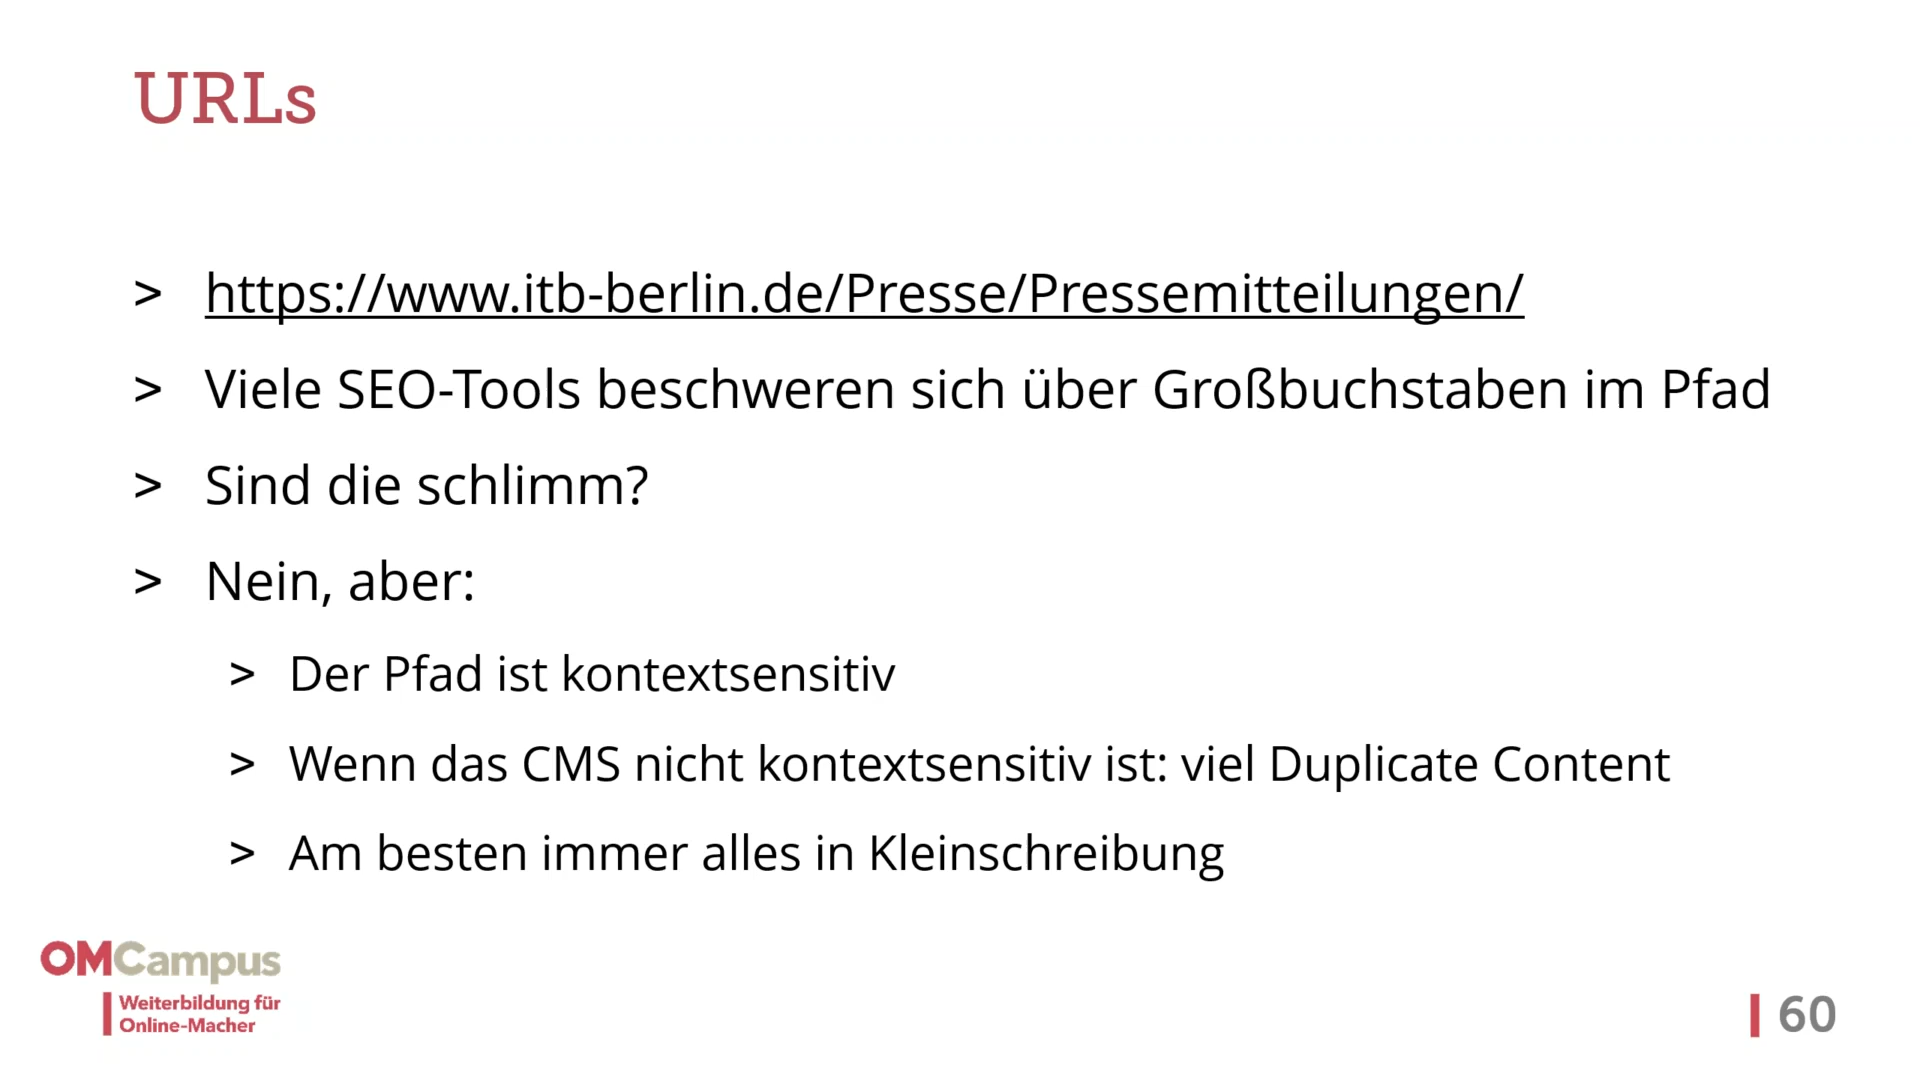 URLs
> https://www.itb-berlin.de/Presse/Pressemitteilungen/
> Viele SEO-Tools beschweren sich über Großbuchstaben im Pfad
> Sind die schlimm?
> Nein, aber:
> Der Pfad ist kontextsensitiv
> Wenn das CMS nicht kontextsensitiv ist: viel Duplicate Content
> Am besten immer alles in Kleinschreibung
OMCampus
Weiterbildung für
Online-Macher
60